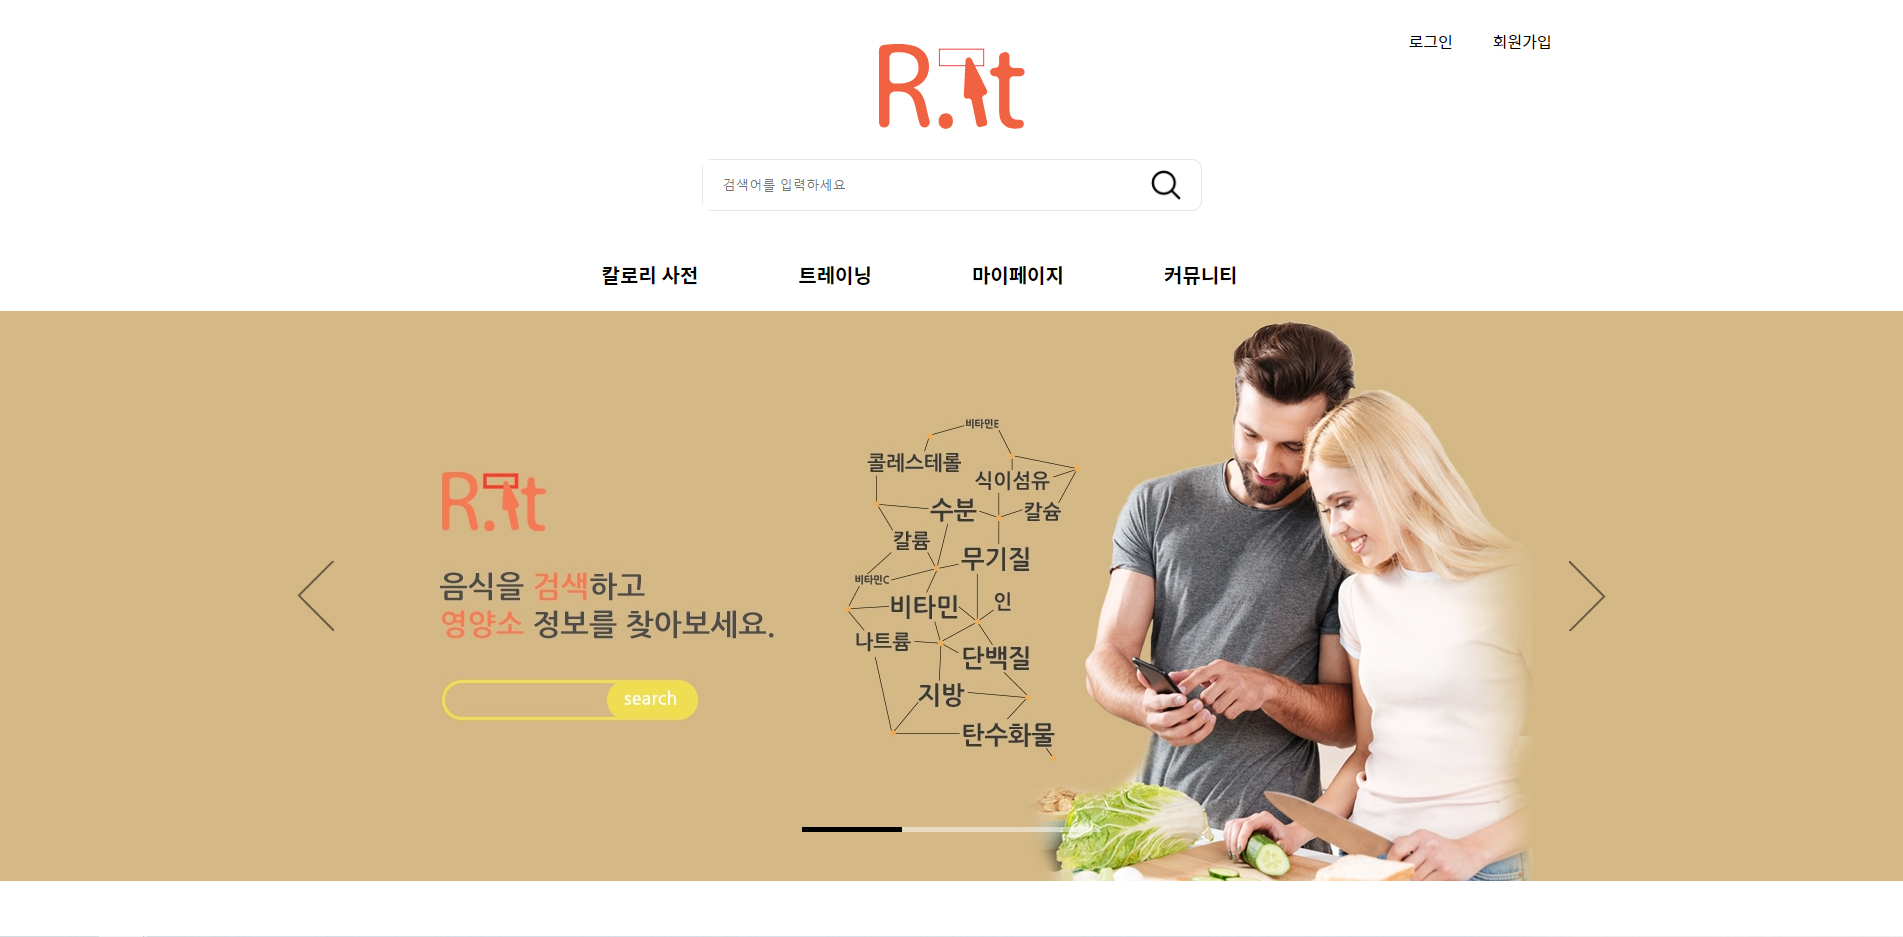 로그인 회원가입
R.it
검색어를 입력하세요
칼로리 사전 트레이닝 마이페이지 커뮤니티
R.it
음식을 검색하고
영양소 정보를 찾아보세요.
search
비타민E
콜레스테롤
식이섬유
수분
칼슘
칼륨
무기질
비타민C
비타민
인
나트륨
단백질
지방
탄수화물